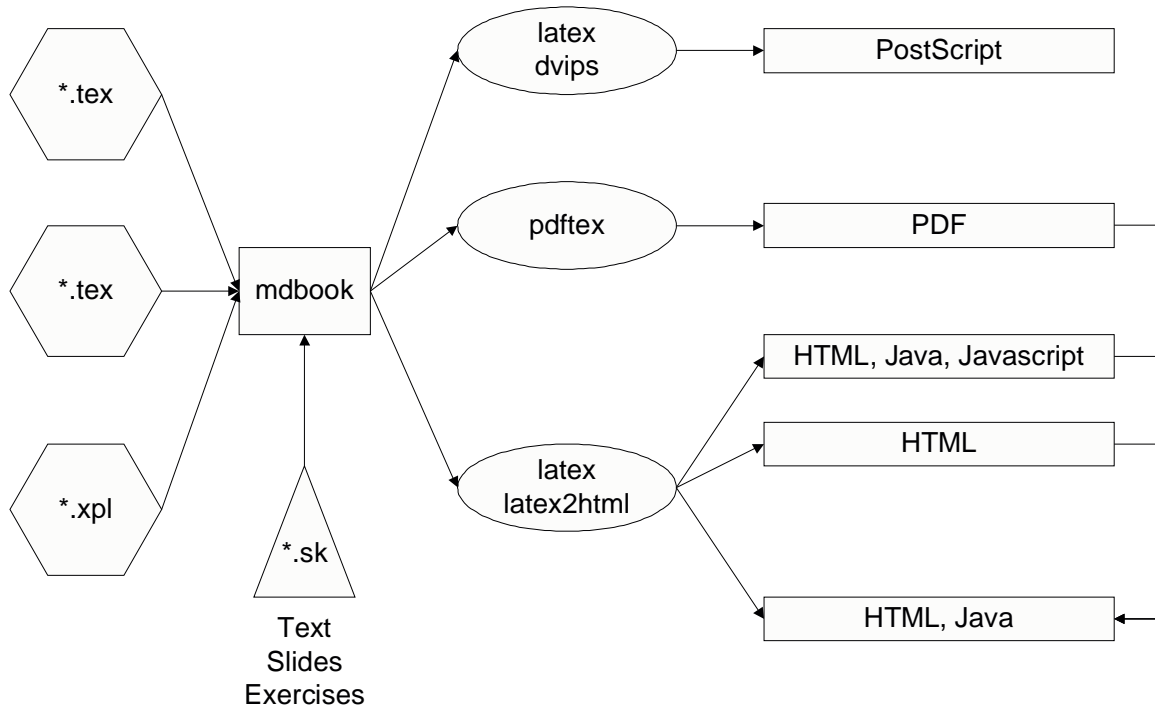 *.tex
*.tex
*.xpl
mdbook
*.sk
Text
Slides
Exercises
latex
dvips
pdftex
latex
latex2html
PostScript
PDF
HTML, Java, Javascript
HTML
HTML, Java